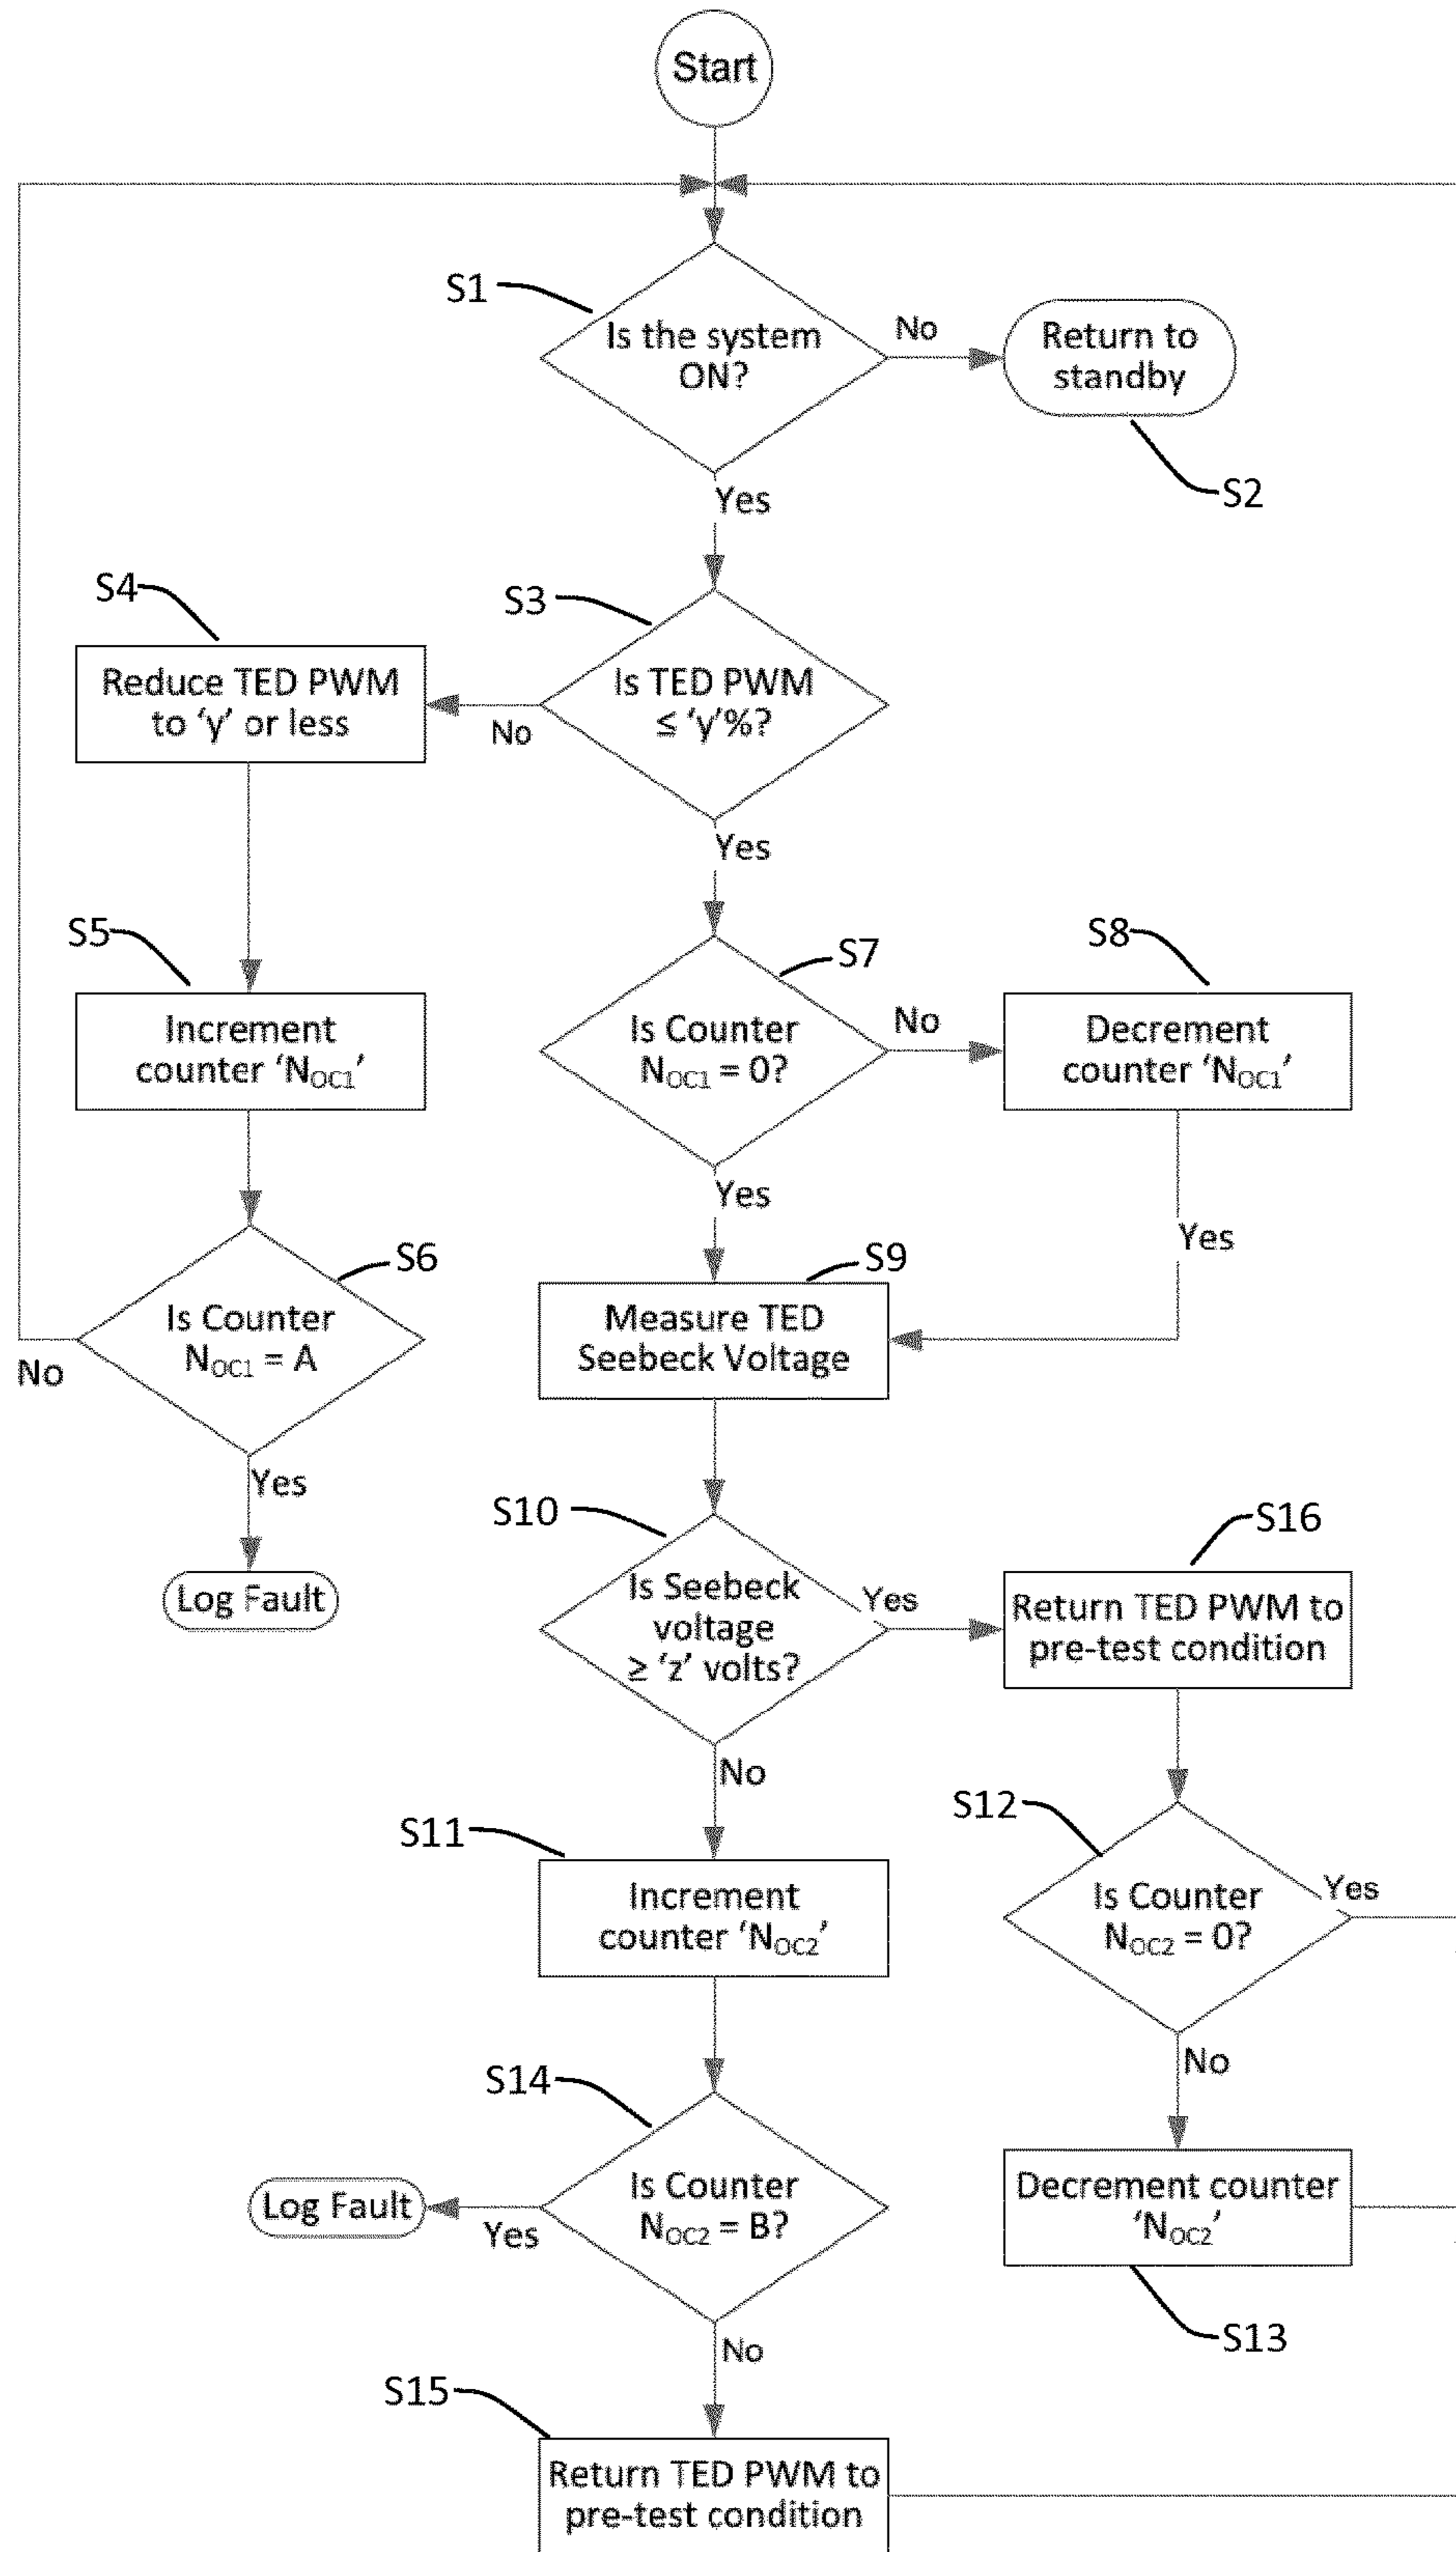 Start
S1
Is the system
ON?
No
Return to
standby
S2
Yes
S4
S3
Reduce TED PWM
to ‘y’ or less
No
Is TED PWM
≤ ‘y’%?
Yes
S5
S7
S8
Increment
counter ‘NOC1’
Is Counter
NOC1 = 0?
No
Decrement
counter ‘NOC1’
Yes
Yes
S6
S9
Is Counter
NOC1 = A
No
Measure TED
Seebeck Voltage
Yes
Log Fault
S10
Is Seebeck
voltage
≥ ‘z’ volts?
Yes
S16
Return TED PWM to
pre-test condition
No
S11
S12
Increment
counter ‘NOC2’
Is Counter
NOC2 = 0?
Yes
No
S14
Log Fault
Yes
Is Counter
NOC2 = B?
Decrement counter
‘NOC2’
S13
No
S15
Return TED PWM to
pre-test condition